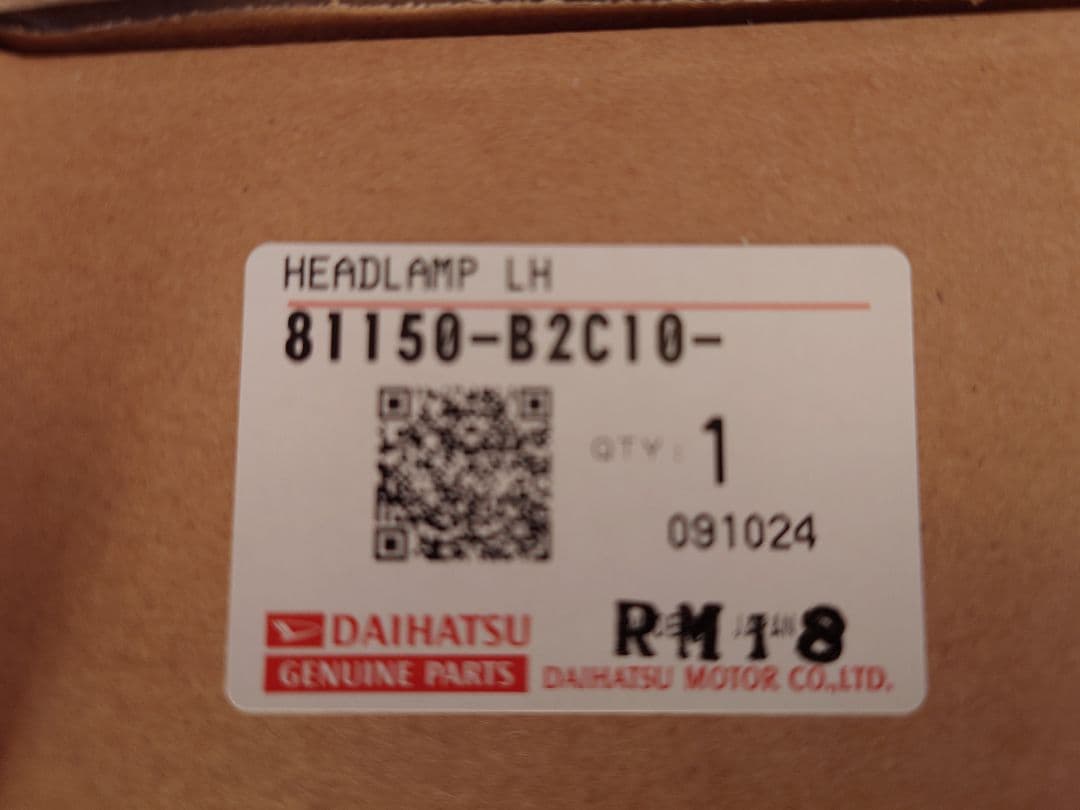 HEADLAMP LH
81150-B2C10-
QTY: 1
091024
RM18
DAIHATSU
GENUINE PARTS
DAIHATSU MOTOR CO.,LTD.